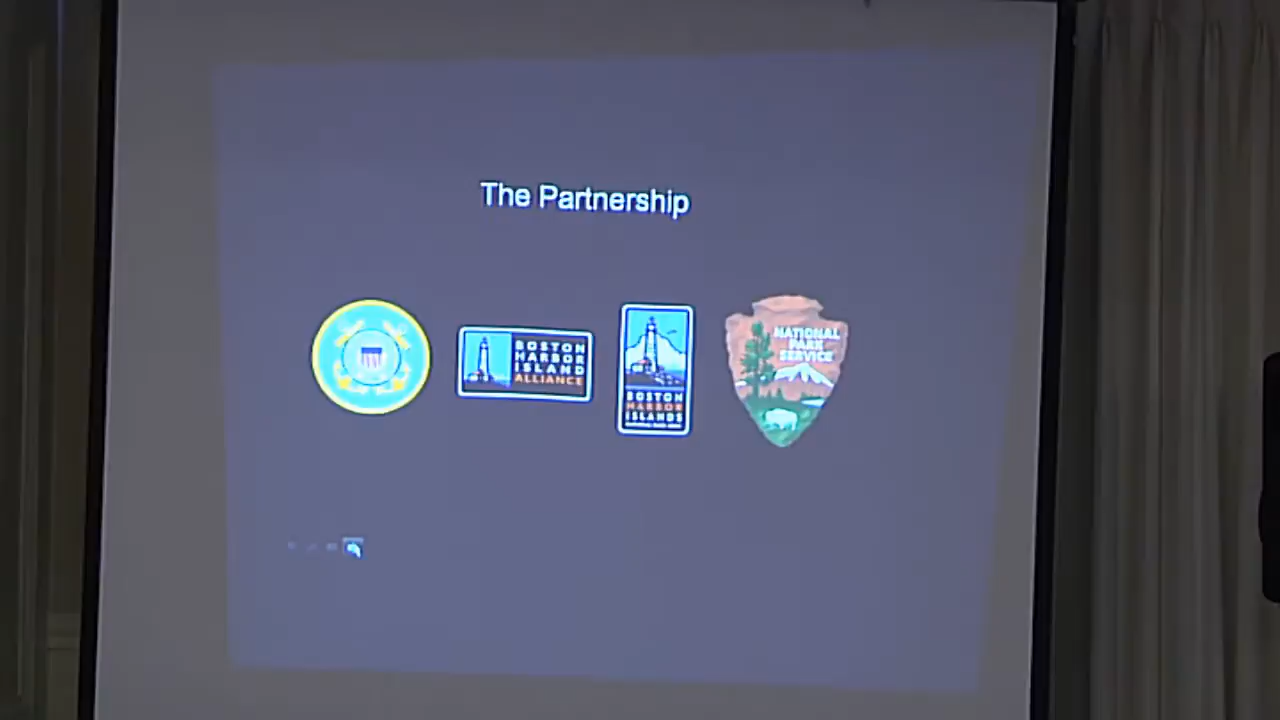 The Partnership
BOSTON
HARBOR
ISLAND
ALLIANCE
BOSTON
HARBOR
ISLANDS
NATIONAL
PARK
SERVICE